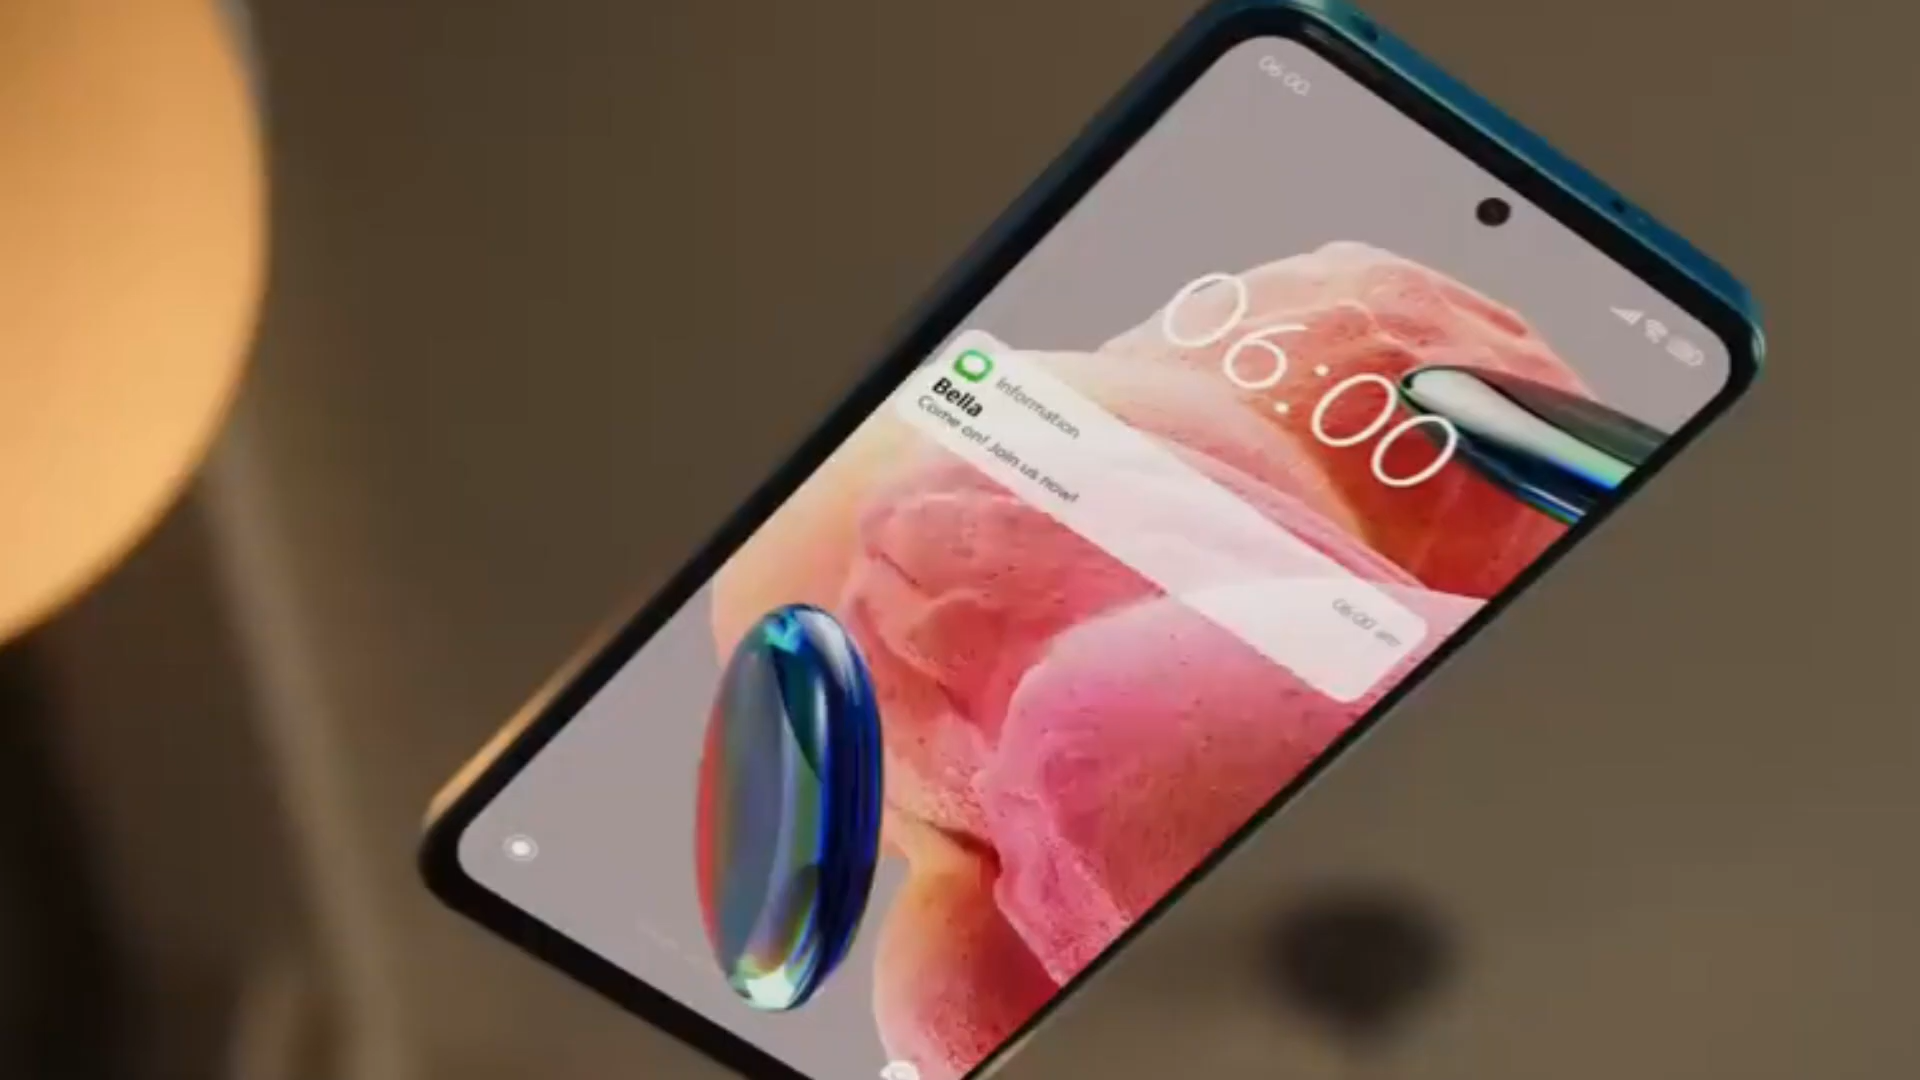 06:00
06:00
Information
Bella
Come on! Join us now!
06:00 am